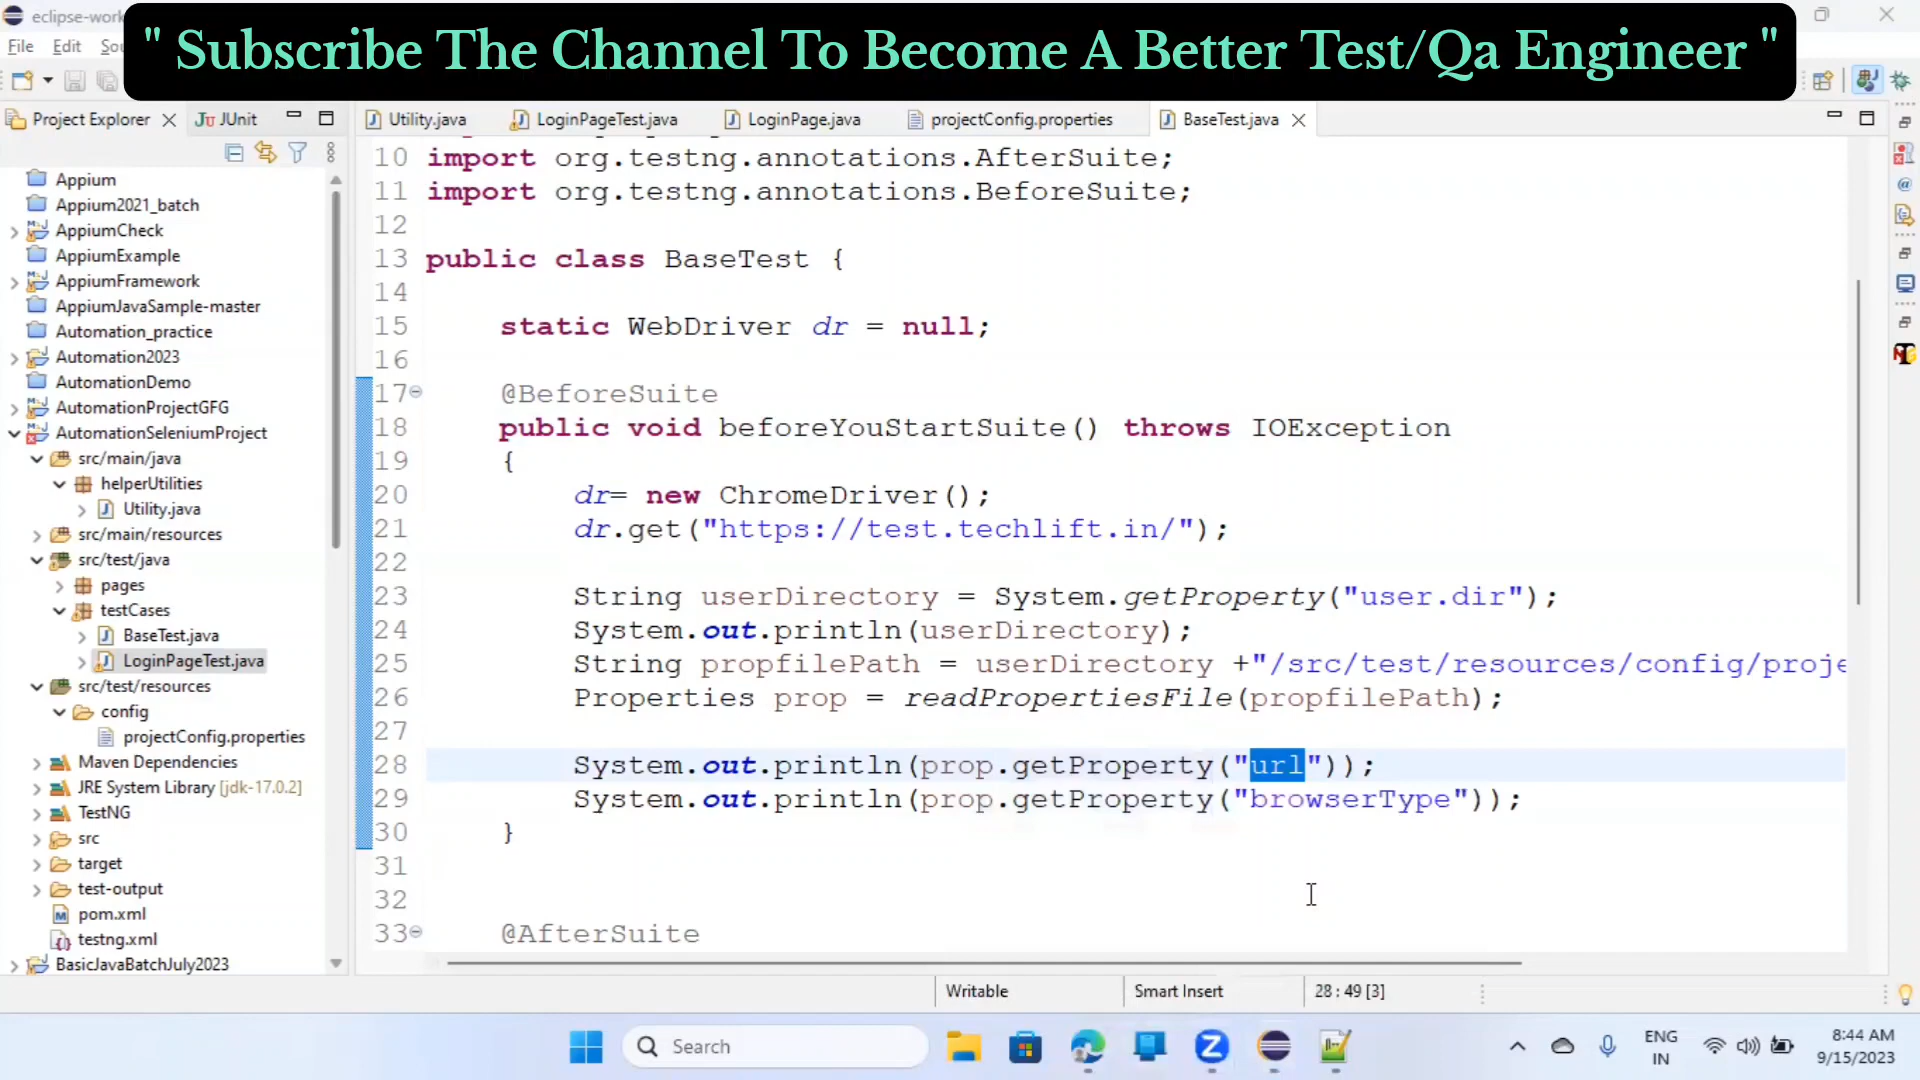 eclipse-work
" Subscribe The Channel To Become A Better Test/Qa Engineer "
File Edit Sou
Project Explorer
JUnit
Utility.java
LoginPageTest.java
LoginPage.java
projectConfig.properties
BaseTest.java
Appium
Appium2021_batch
AppiumCheck
AppiumExample
AppiumFramework
AppiumJavaSample-master
Automation_practice
Automation2023
AutomationDemo
AutomationProjectGFG
AutomationSeleniumProject
src/main/java
helperUtilities
Utility.java
src/main/resources
src/test/java
pages
testCases
BaseTest.java
LoginPageTest.java
src/test/resources
config
projectConfig.properties
Maven Dependencies
JRE System Library [jdk-17.0.2]
TestNG
src
target
test-output
pom.xml
testng.xml
BasicJavaBatchJuly2023
10 import org.testng.annotations.AfterSuite;
11 import org.testng.annotations.BeforeSuite;
12
13 public class BaseTest {
14
15 static WebDriver dr = null;
16
17 @BeforeSuite
18 public void beforeYouStartSuite() throws IOException
19 {
20 dr= new ChromeDriver();
21 dr.get("https://test.techlift.in/");
22
23 String userDirectory = System.getProperty("user.dir");
24 System.out.println(userDirectory);
25 String propfilePath = userDirectory +"/src/test/resources/config/proje
26 Properties prop = readPropertiesFile(propfilePath);
27
28 System.out.println(prop.getProperty("url"));
29 System.out.println(prop.getProperty("browserType"));
30 }
31
32
33 @AfterSuite
Writable
Smart Insert
28 : 49 [3]
Search
ENG
IN
8:44 AM
9/15/2023